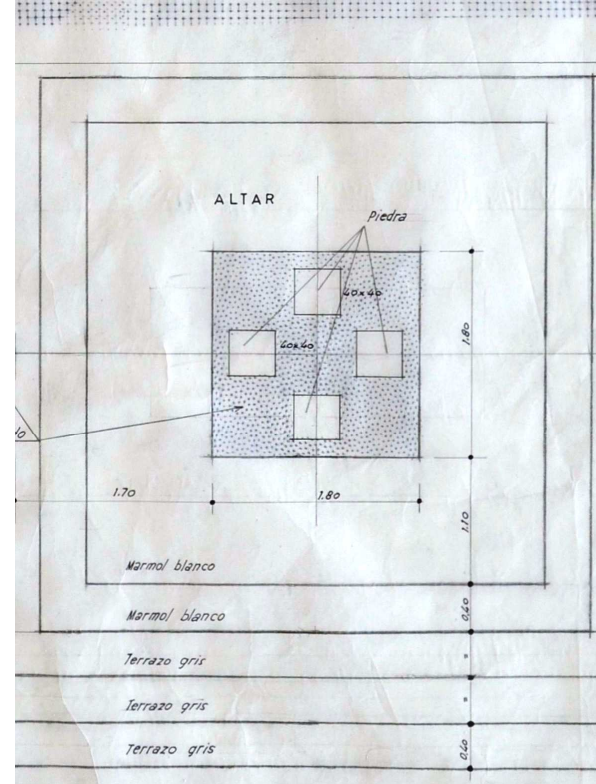 ALTAR
Piedra
40x40
40x40
1.80
1.70
1.80
1.10
Marmol blanco
0,40
Marmol blanco
Terrazo gris
"
Terrazo gris
"
Terrazo gris
0,40